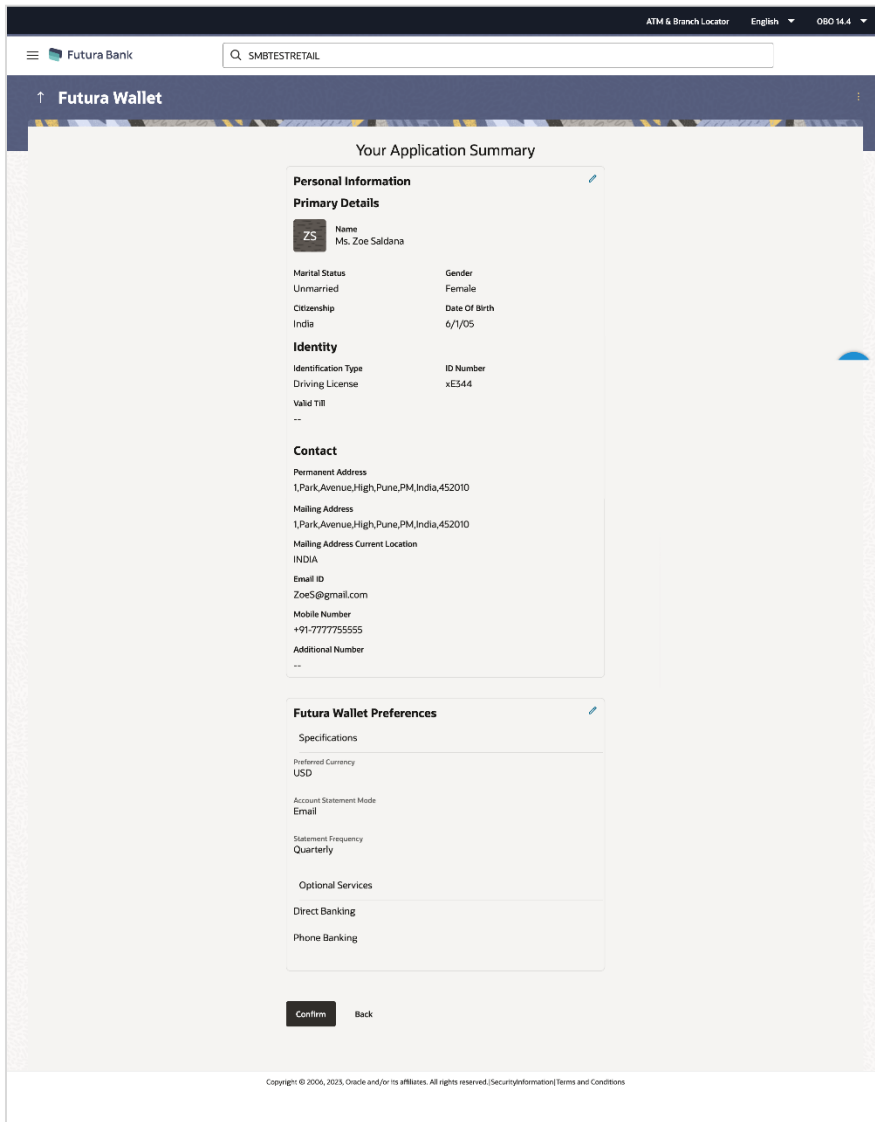 ATM & Branch Locator English OBO 14.4
Futura Bank SMBTESTRETAIL
Futura Wallet
Your Application Summary
Personal Information
Primary Details
ZS
Name
Ms. Zoe Saldana
Marital Status Gender
Unmarried Female
Citizenship Date Of Birth
India 6/1/05
Identity
Identification Type ID Number
Driving License xE344
Valid Till
--
Contact
Permanent Address
1,Park,Avenue,High,Pune,PM,India,452010
Mailing Address
1,Park,Avenue,High,Pune,PM,India,452010
Mailing Address Current Location
INDIA
Email ID
ZoeS@gmail.com
Mobile Number
+91-7777755555
Additional Number
--
Futura Wallet Preferences
Specifications
Preferred Currency
USD
Account Statement Mode
Email
Statement Frequency
Quarterly
Optional Services
Direct Banking
Phone Banking
Confirm Back
Copyright © 2006, 2023, Oracle and/or its affiliates. All rights reserved.|SecurityInformation|Terms and Conditions